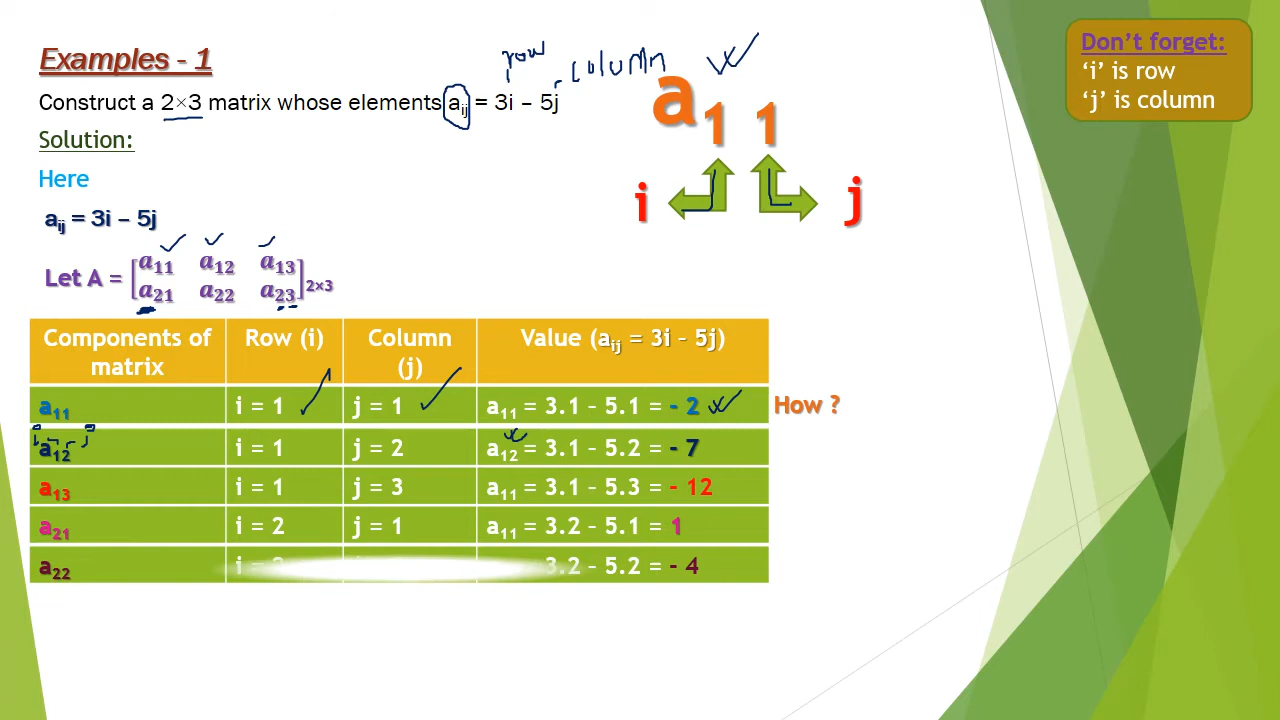 Examples - 1
row
column
Construct a 2×3 matrix whose elements aij = 3i – 5j
Solution:
Here
aij = 3i – 5j
Let A = [a11 a12 a13
a21 a22 a23]2×3
a1 1
i j
Don't forget:
'i' is row
'j' is column
Components of matrix Row (i) Column (j) Value (aij = 3i – 5j)
a11 i = 1 j = 1 a11 = 3.1 – 5.1 = - 2 How ?
a12 i = 1 j = 2 a12 = 3.1 – 5.2 = - 7
a13 i = 1 j = 3 a11 = 3.1 – 5.3 = - 12
a21 i = 2 j = 1 a11 = 3.2 – 5.1 = 1
a22 i = 3.2 – 5.2 = - 4